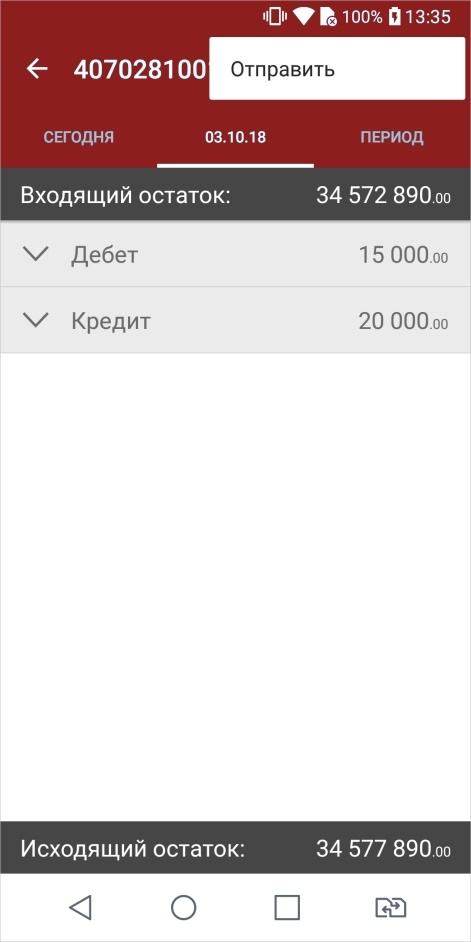 100% 13:35
407028100
Отправить
СЕГОДНЯ 03.10.18 ПЕРИОД
Входящий остаток: 34 572 890.00
Дебет 15 000.00
Кредит 20 000.00
Исходящий остаток: 34 577 890.00